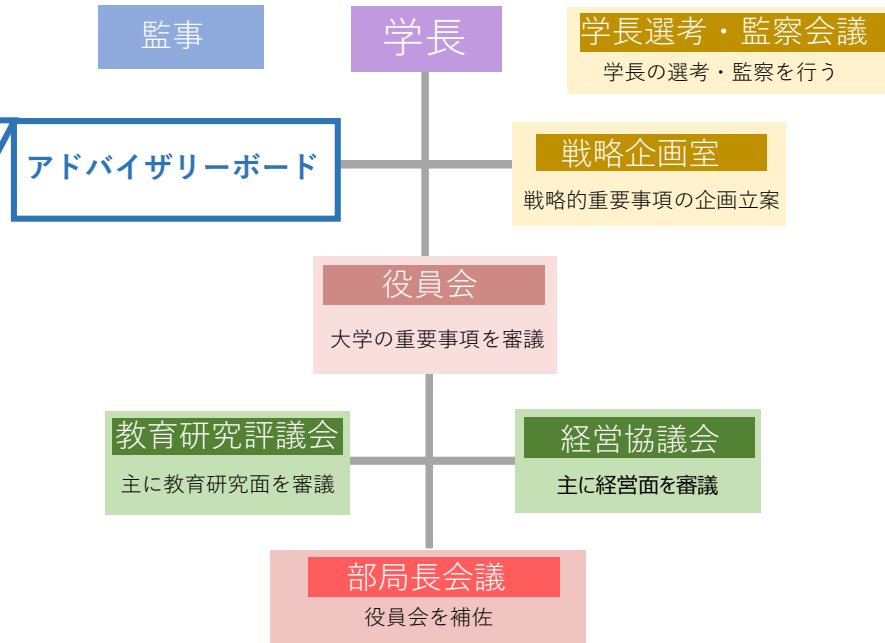 監事
学長
学長選考・監察会議
学長の選考・監察を行う
アドバイザリーボード
戦略企画室
戦略的重要事項の企画立案
役員会
大学の重要事項を審議
教育研究評議会
主に教育研究面を審議
経営協議会
主に経営面を審議
部局長会議
役員会を補佐